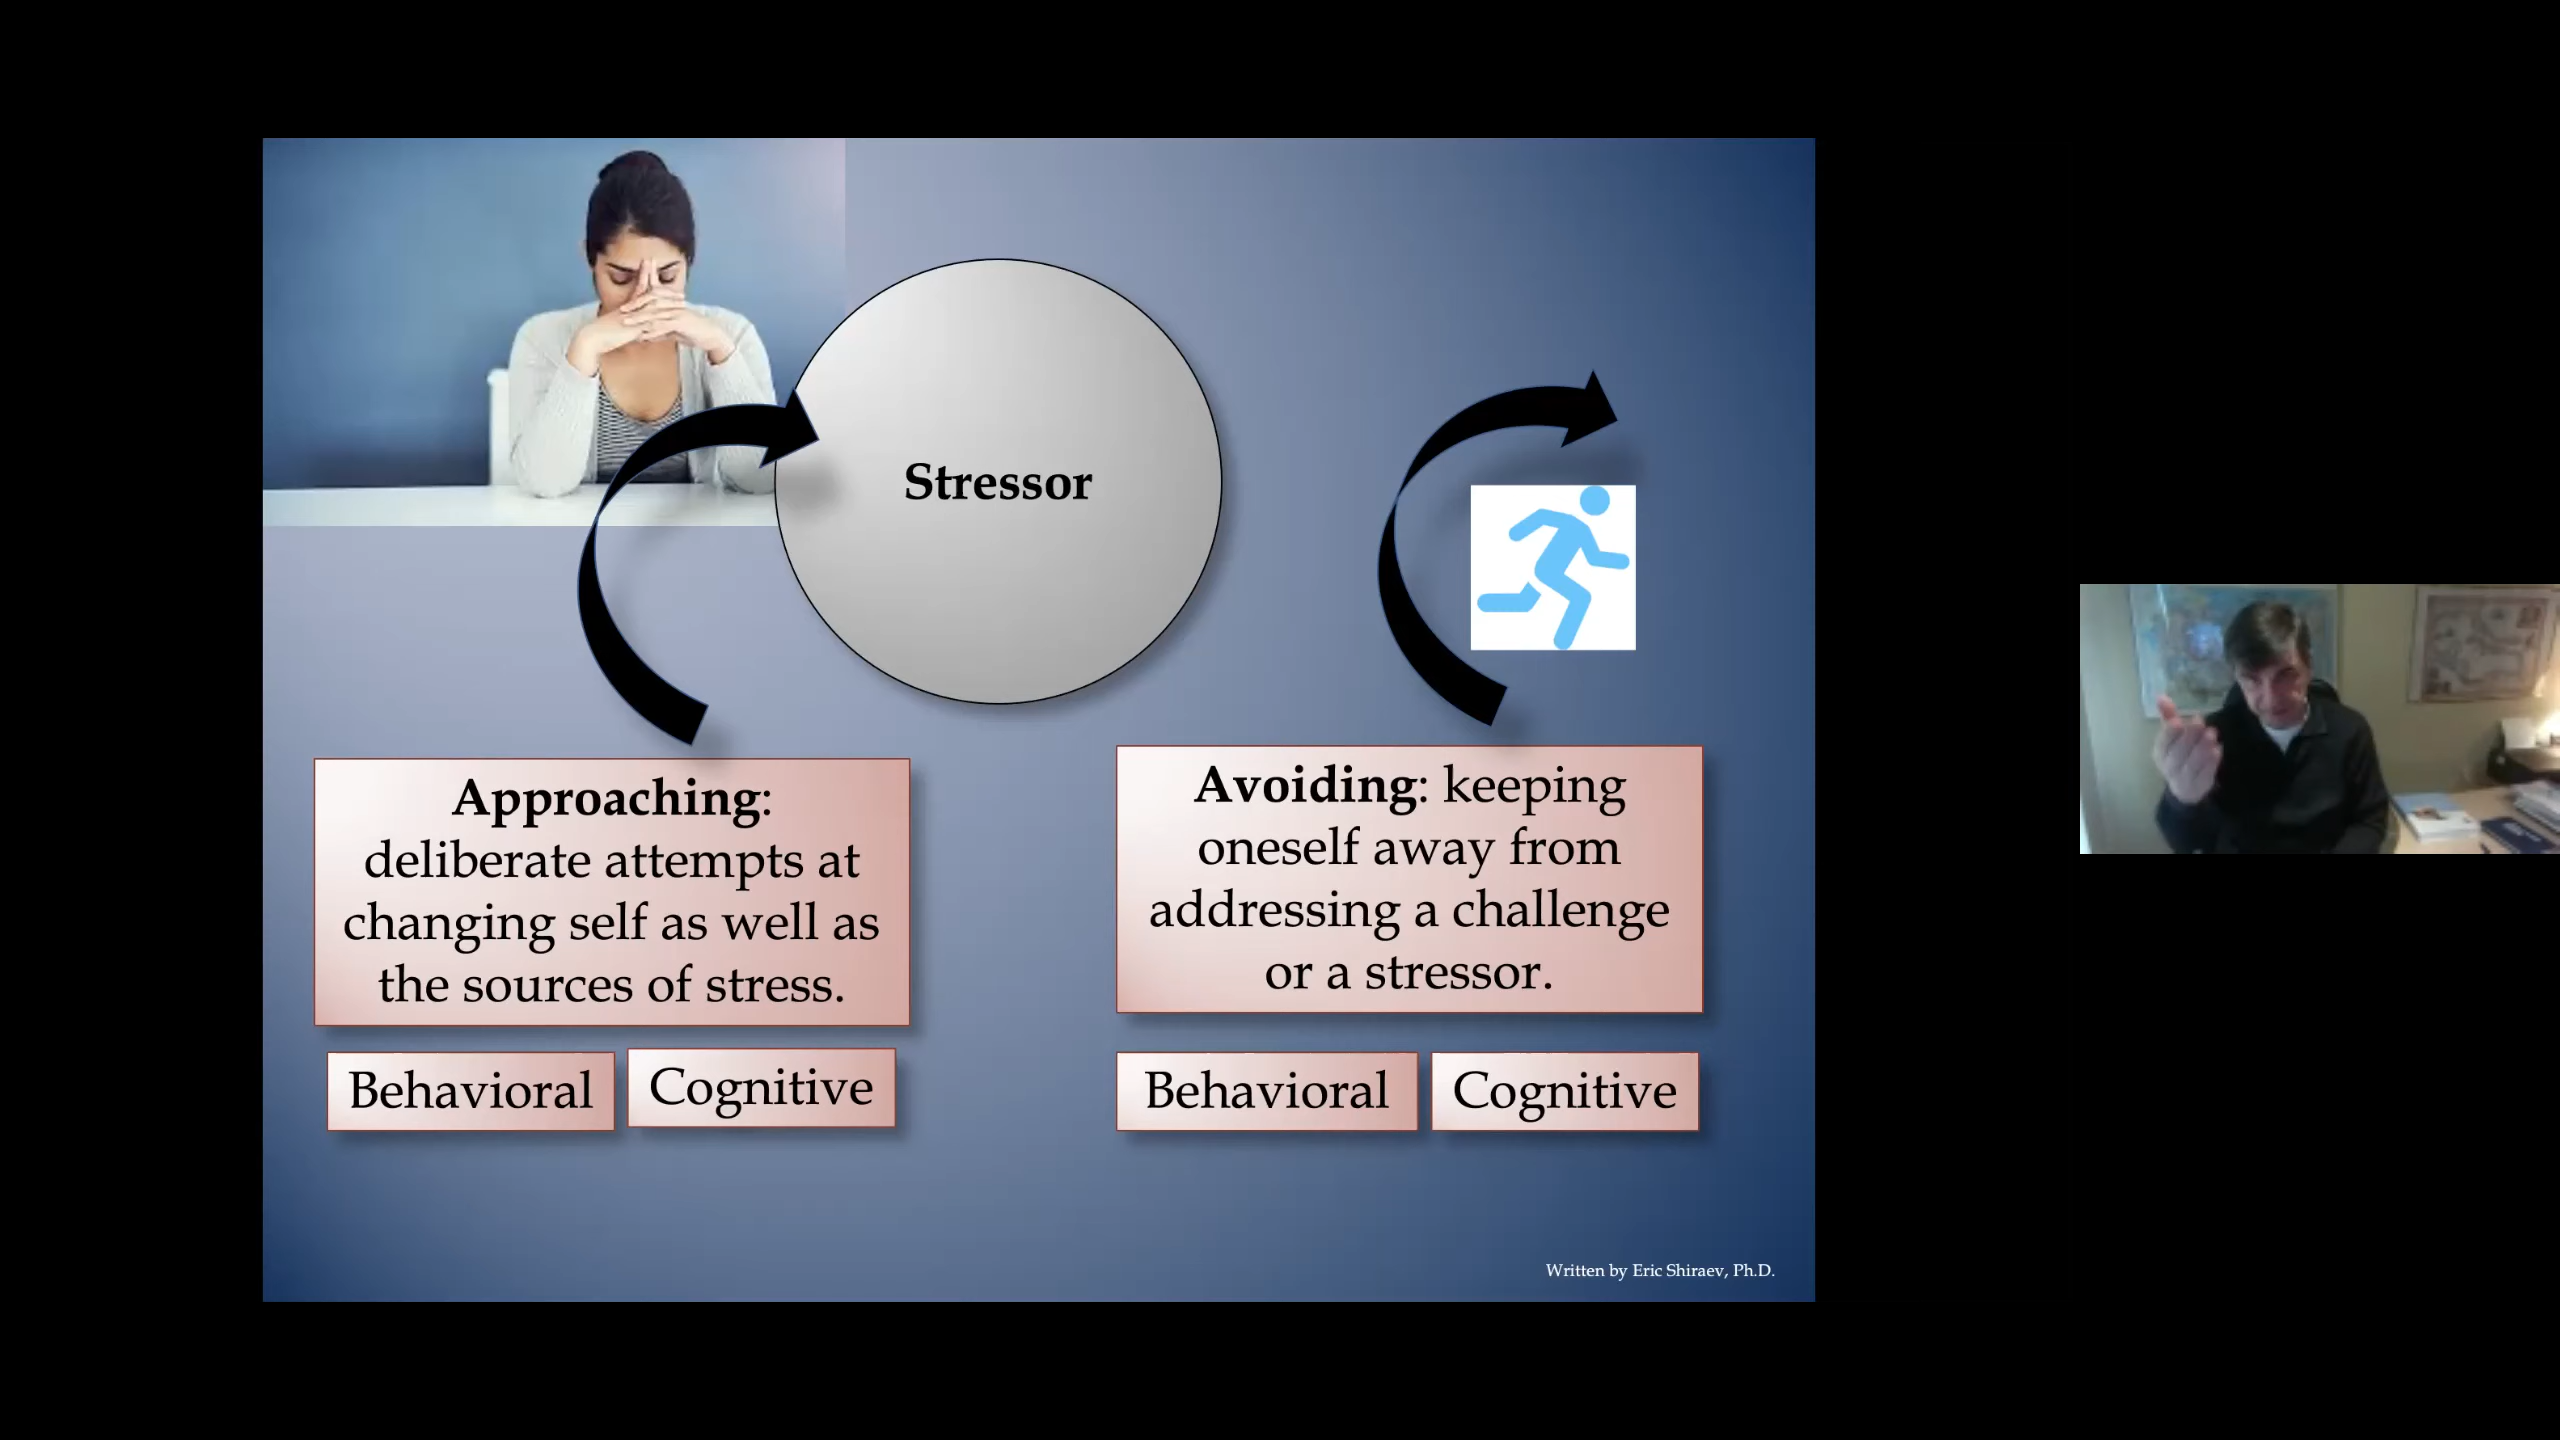 Stressor
Approaching:
deliberate attempts at
changing self as well as
the sources of stress.
Behavioral
Cognitive
Avoiding: keeping
oneself away from
addressing a challenge
or a stressor.
Behavioral
Cognitive
Written by Eric Shiraev, Ph.D.